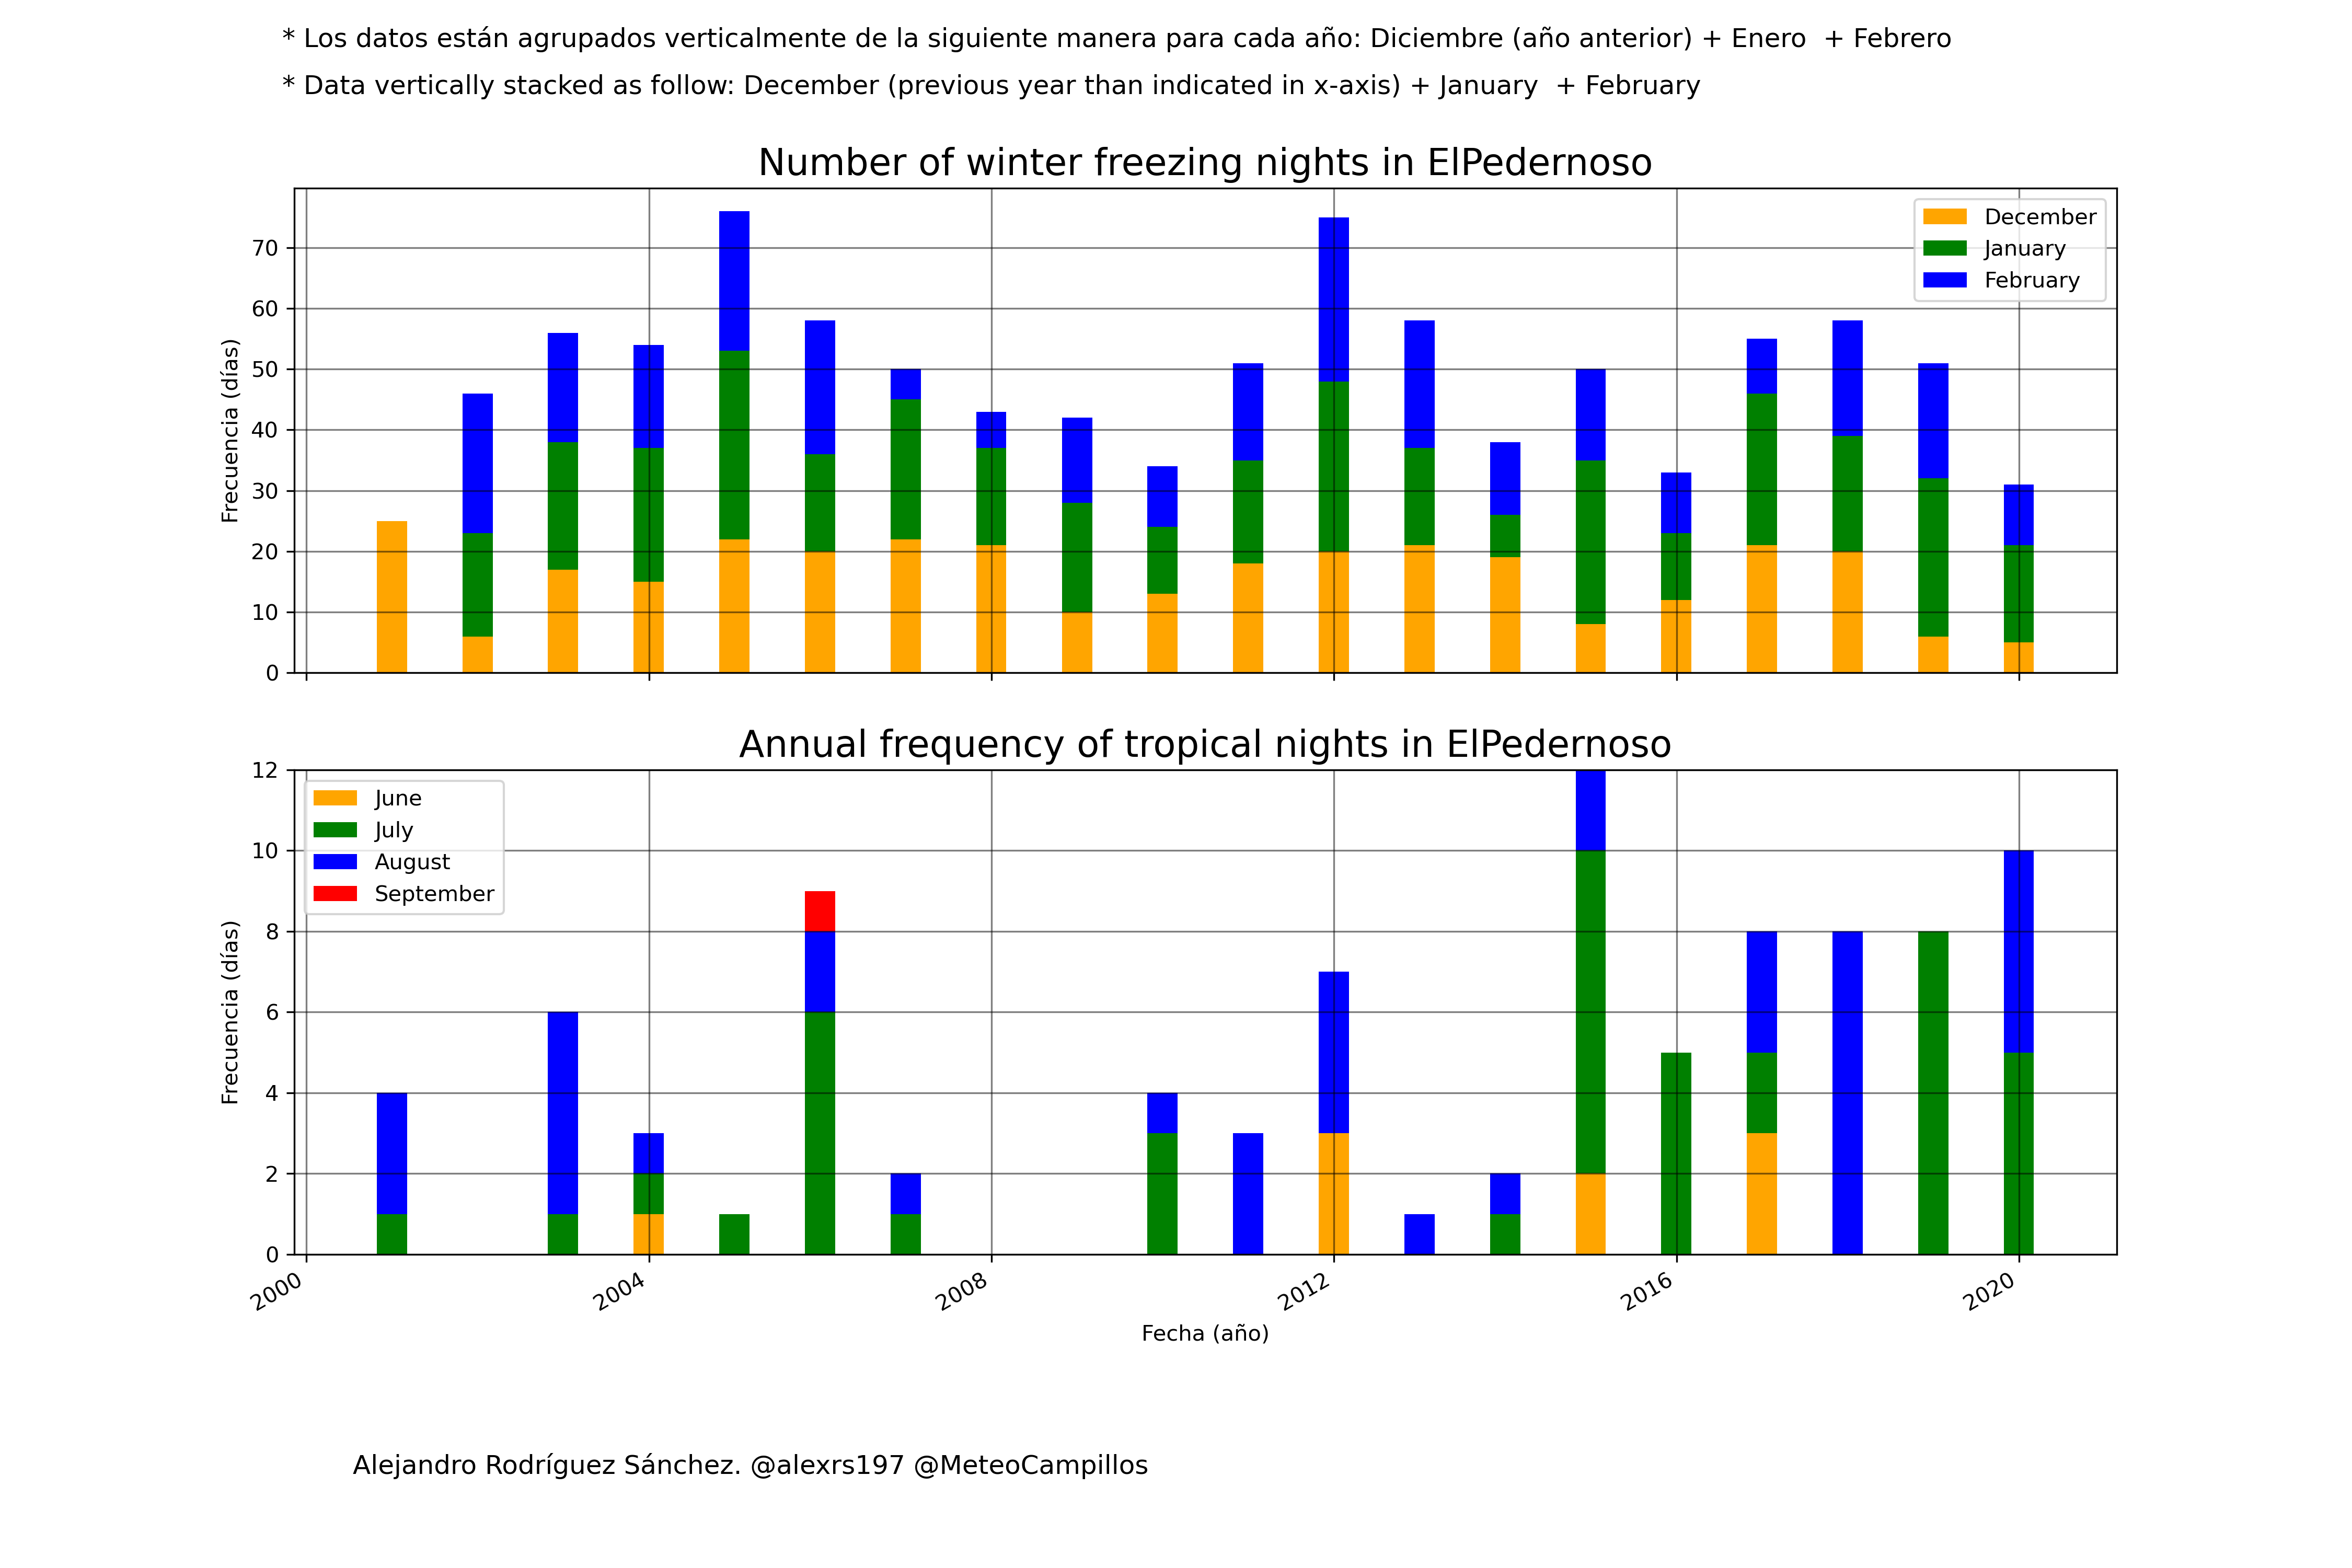 * Los datos están agrupados verticalmente de la siguiente manera para cada año: Diciembre (año anterior) + Enero  + Febrero
* Data vertically stacked as follow: December (previous year than indicated in x-axis) + January  + February
Number of winter freezing nights in ElPedernoso
Frecuencia (días)
70
60
50
40
30
20
10
0
December
January
February
Annual frequency of tropical nights in ElPedernoso
Frecuencia (días)
12
10
8
6
4
2
0
June
July
August
September
2000
2004
2008
2012
2016
2020
Fecha (año)
Alejandro Rodríguez Sánchez. @alexrs197 @MeteoCampillos